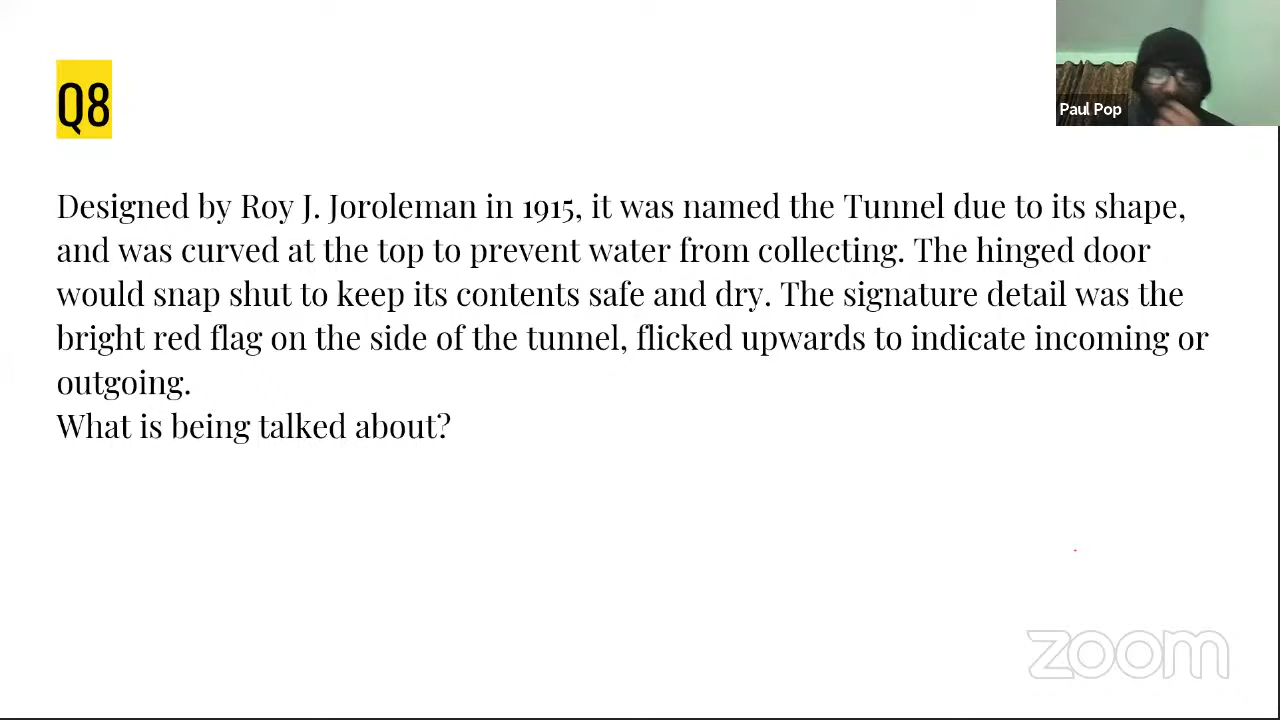 Q8
Paul Pop
Designed by Roy J. Joroleman in 1915, it was named the Tunnel due to its shape,
and was curved at the top to prevent water from collecting. The hinged door
would snap shut to keep its contents safe and dry. The signature detail was the
bright red flag on the side of the tunnel, flicked upwards to indicate incoming or
outgoing.
What is being talked about?
zoom